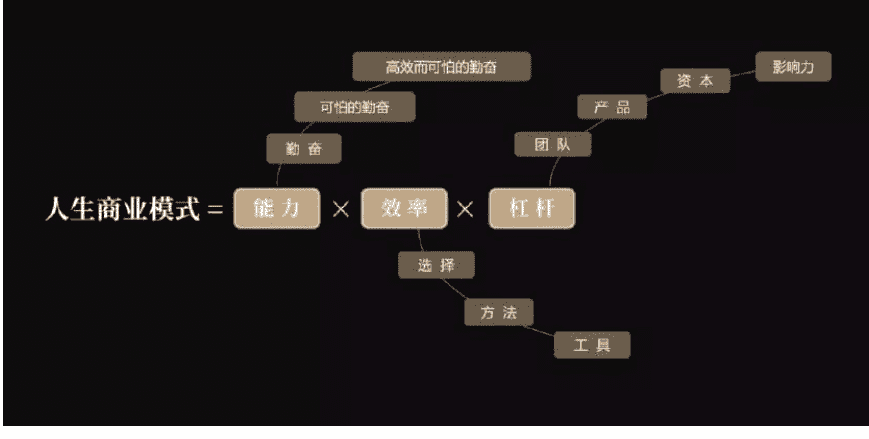 高效而可怕的勤奋
影响力
资本
可怕的勤奋
产品
勤奋
团队
人生商业模式 = 能力 × 效率 × 杠杆
选择
方法
工具